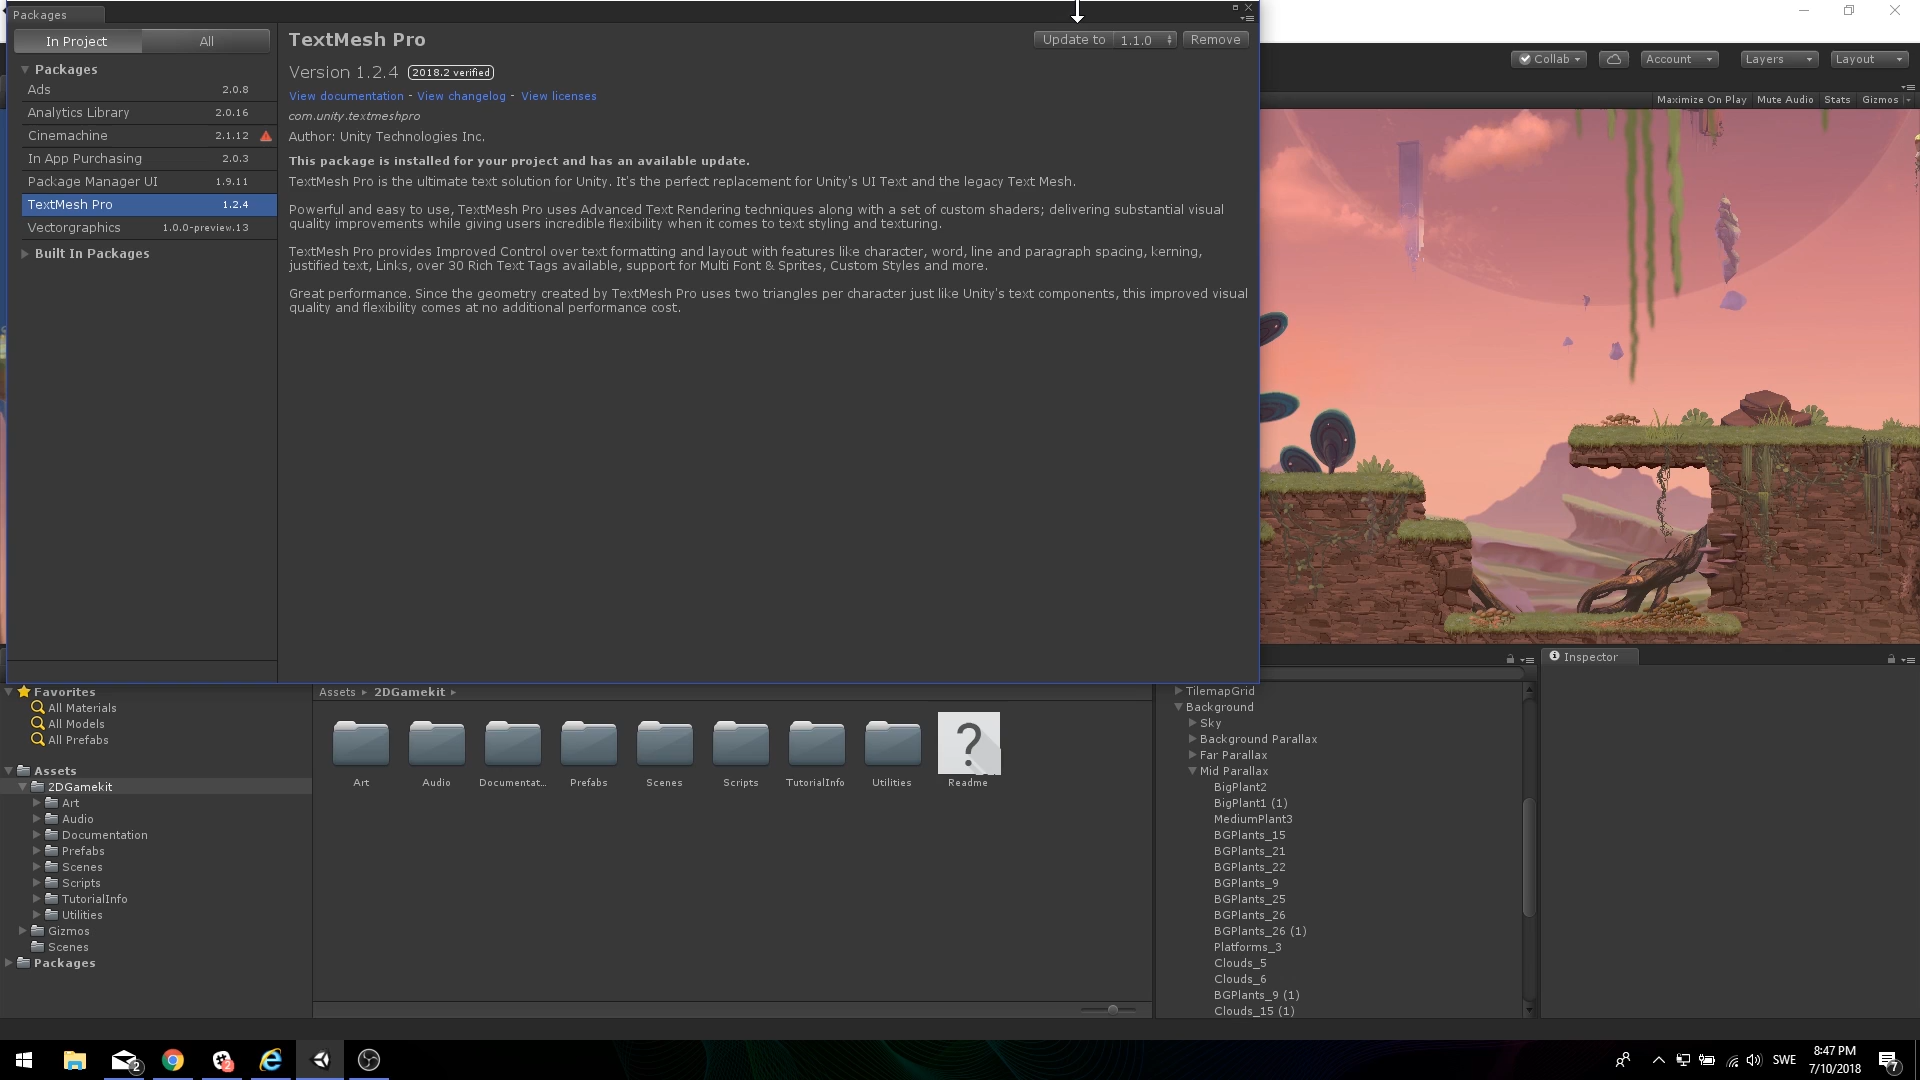 Packages
In Project
All
Packages
Ads 2.0.8
Analytics Library 2.0.16
Cinemachine 2.1.12
In App Purchasing 2.0.3
Package Manager UI 1.9.11
TextMesh Pro 1.2.4
Vectorgraphics 1.0.0-preview.13
Built In Packages
TextMesh Pro
Update to 1.1.0
Remove
Version 1.2.4 2018.2 verified
View documentation - View changelog - View licenses
com.unity.textmeshpro
Author: Unity Technologies Inc.
This package is installed for your project and has an available update.
TextMesh Pro is the ultimate text solution for Unity. It's the perfect replacement for Unity's UI Text and the legacy Text Mesh.
Powerful and easy to use, TextMesh Pro uses Advanced Text Rendering techniques along with a set of custom shaders; delivering substantial visual
quality improvements while giving users incredible flexibility when it comes to text styling and texturing.
TextMesh Pro provides Improved Control over text formatting and layout with features like character, word, line and paragraph spacing, kerning,
justified text, Links, over 30 Rich Text Tags available, support for Multi Font & Sprites, Custom Styles and more.
Great performance. Since the geometry created by TextMesh Pro uses two triangles per character just like Unity's text components, this improved visual
quality and flexibility comes at no additional performance cost.
Collab
Account
Layers
Layout
Maximize On Play Mute Audio Stats Gizmos
Favorites
All Materials
All Models
All Prefabs
Assets
2DGamekit
Art
Audio
Documentation
Prefabs
Scenes
Scripts
TutorialInfo
Utilities
Gizmos
Scenes
Packages
Assets 2DGamekit
Art
Audio
Documentat...
Prefabs
Scenes
Scripts
TutorialInfo
Utilities
?
Readme
TilemapGrid
Background
Sky
Background Parallax
Far Parallax
Mid Parallax
BigPlant2
BigPlant1 (1)
MediumPlant3
BGPlants_15
BGPlants_21
BGPlants_22
BGPlants_9
BGPlants_25
BGPlants_26
BGPlants_26 (1)
Platforms_3
Clouds_5
Clouds_6
BGPlants_9 (1)
Clouds_15 (1)
Inspector
2
2
SWE
8:47 PM
7/10/2018
7